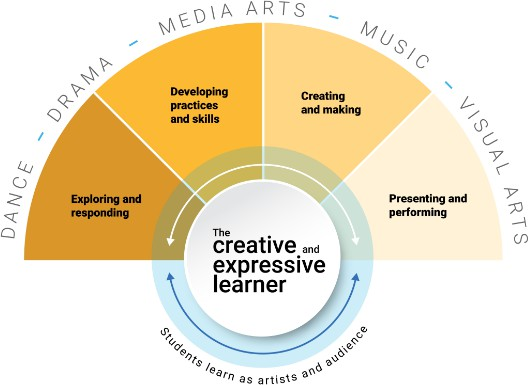 DANCE – DRAMA – MEDIA ARTS – MUSIC – VISUAL ARTS
Exploring and
responding
Developing
practices
and skills
Creating
and making
Presenting and
performing
The
creative and
expressive
learner
Students learn as artists and audience